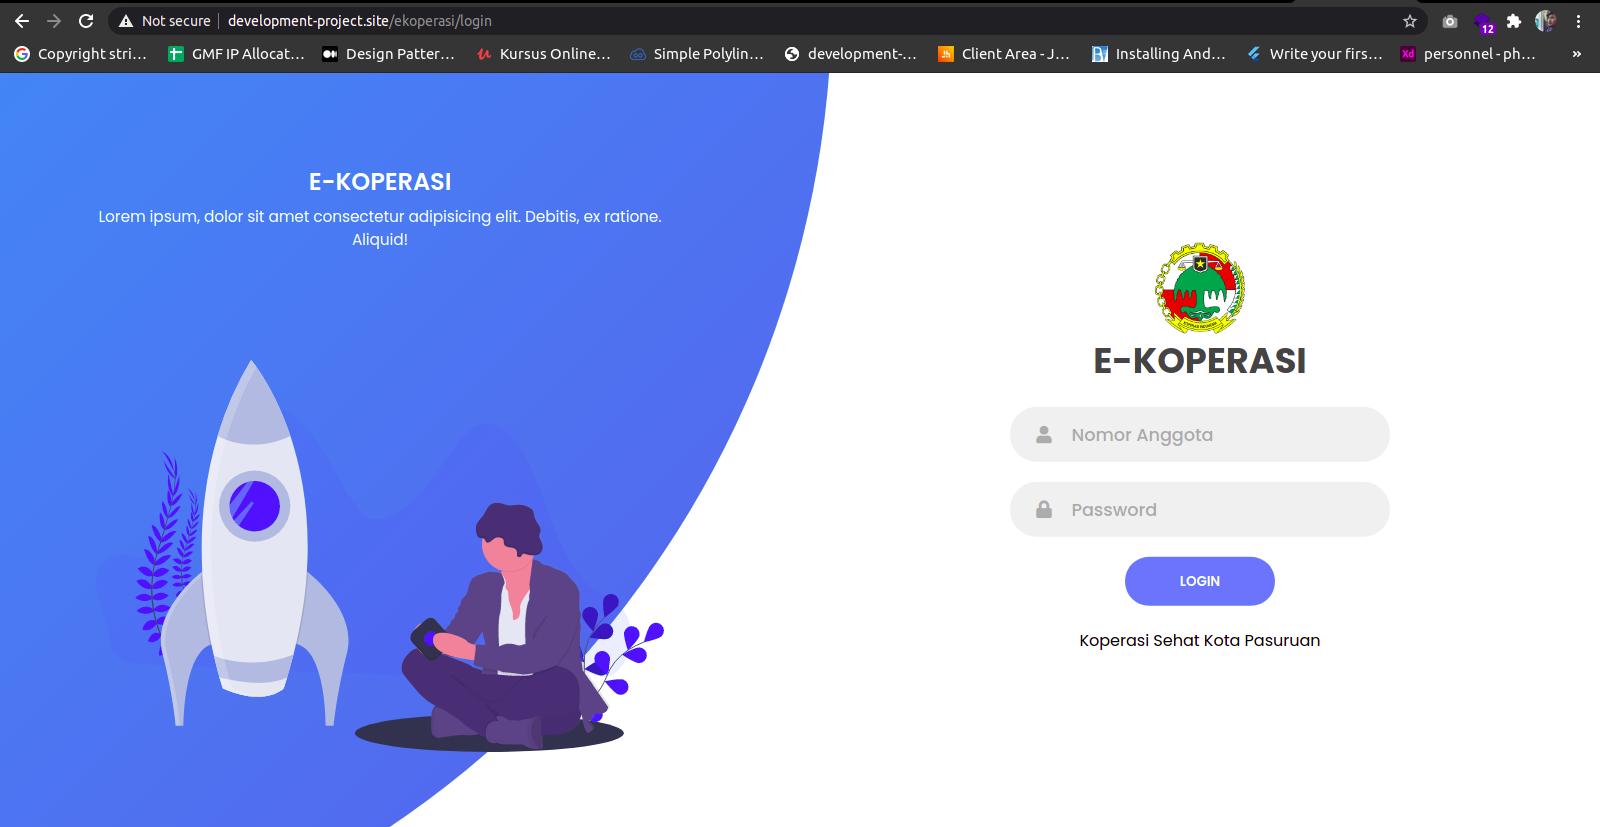 Not secure
development-project.site/ekoperasi/login
12
Copyright stri...
GMF IP Allocat...
Design Patter...
Kursus Online...
Simple Polylin...
development-...
Client Area - J...
Installing And...
Write your firs...
Xd
personnel - ph...
»
E-KOPERASI
Lorem ipsum, dolor sit amet consectetur adipisicing elit. Debitis, ex ratione.
Aliquid!
E-KOPERASI
Nomor Anggota
Password
LOGIN
Koperasi Sehat Kota Pasuruan